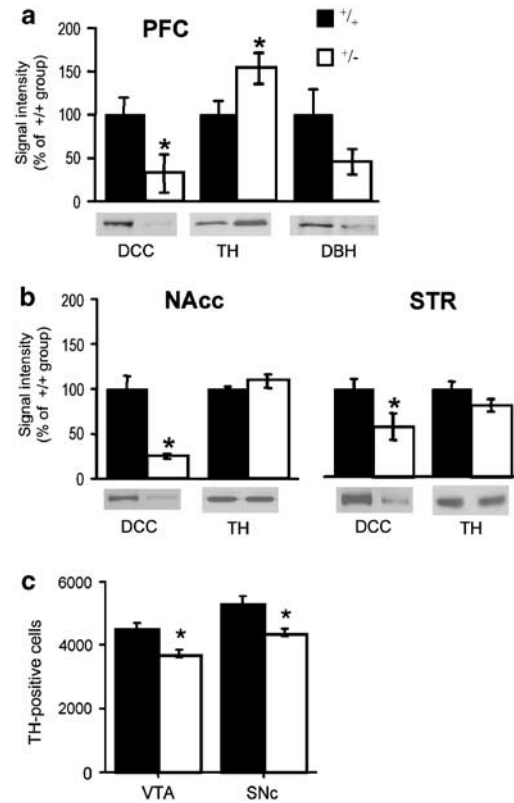 a
PFC
+/+
+/-
Signal intensity
(% of +/+ group)
200
150
100
50
0
*
*
DCC
TH
DBH
b
NAcc
STR
Signal intensity
(% of +/+ group)
200
150
100
50
0
*
*
DCC
TH
DCC
TH
c
TH-positive cells
6000
4000
2000
0
*
*
VTA
SNc